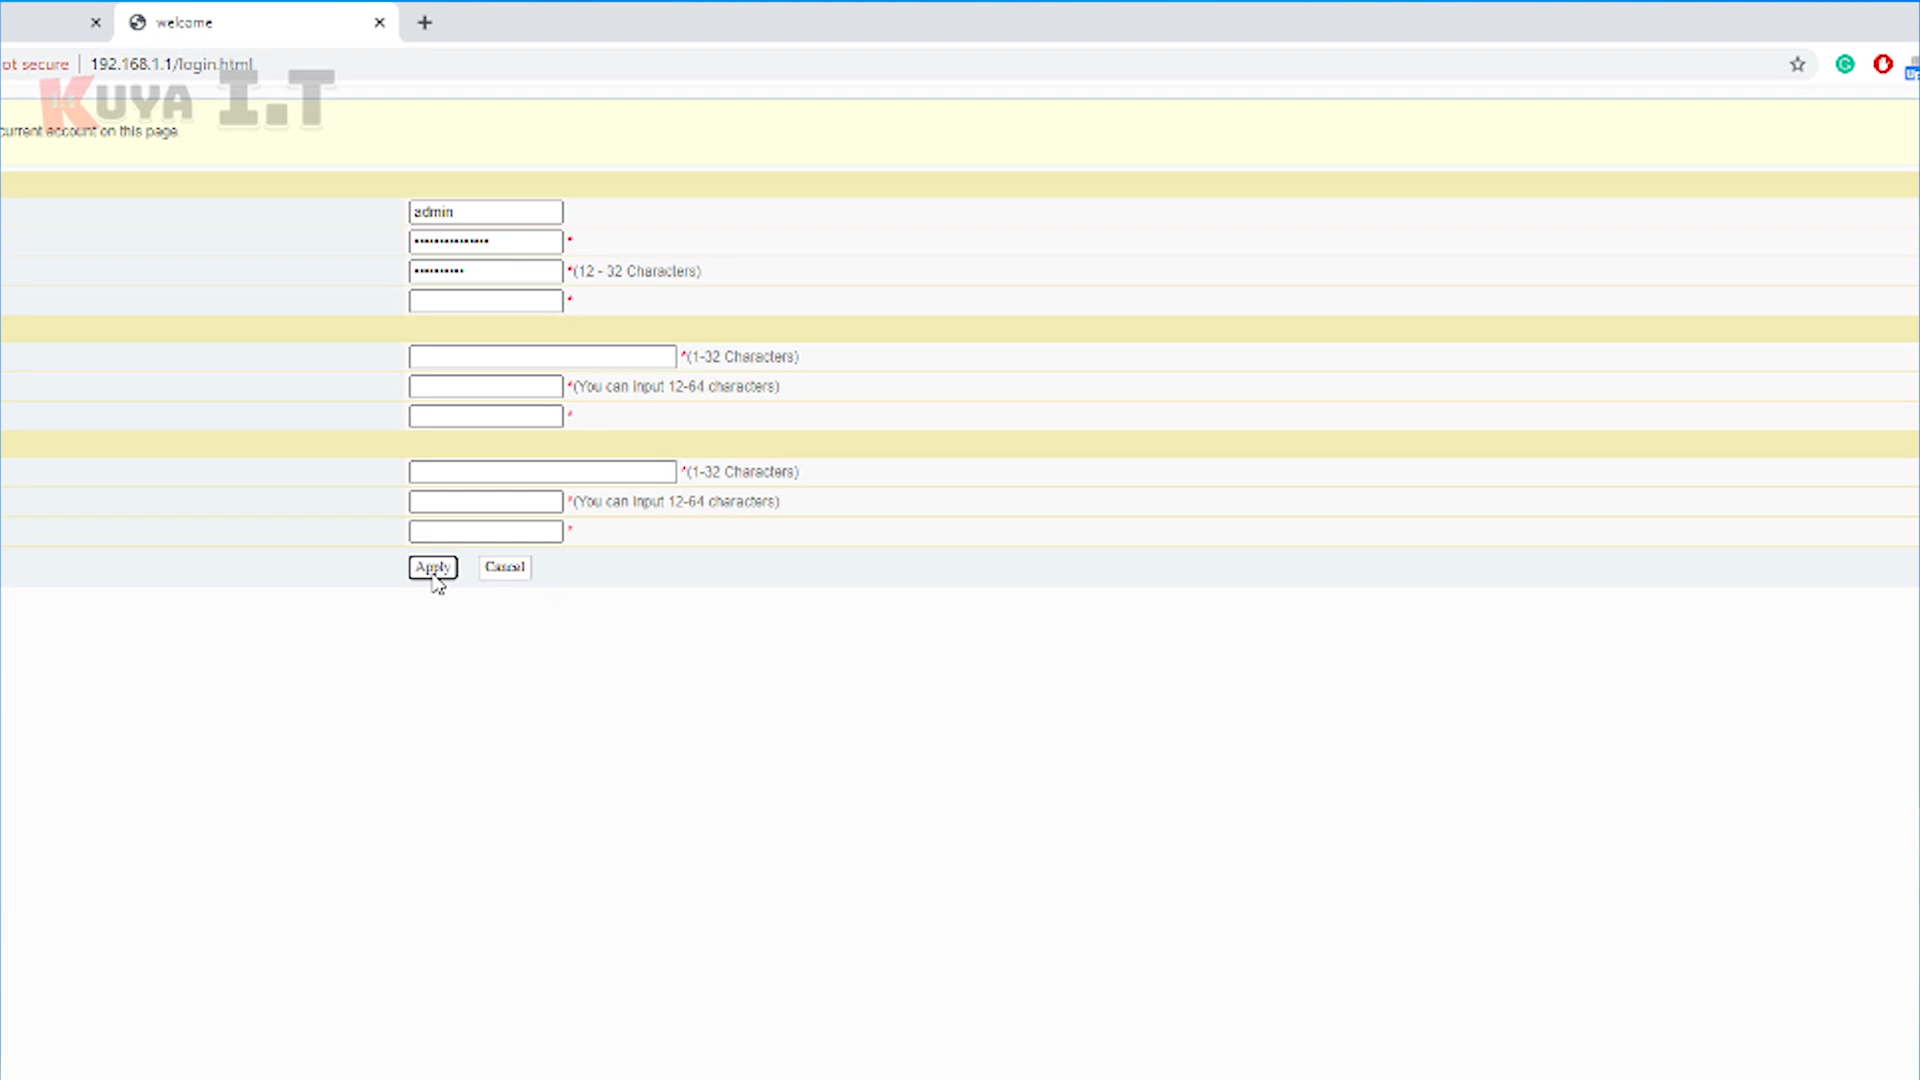 welcome
ot secure 192.168.1.1/login.html
KUYA I.T
current account on this page
admin
*
*(12 - 32 Characters)
*
*(1-32 Characters)
*(You can input 12-64 characters)
*
*(1-32 Characters)
*(You can input 12-64 characters)
*
Apply Cancel